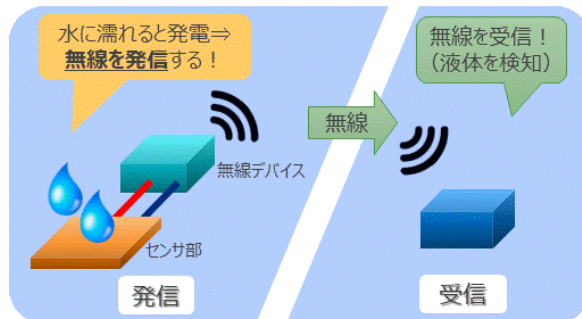 水に濡れると発電⇒
無線を発信する！
無線デバイス
センサ部
発信
無線
無線を受信！
（液体を検知）
受信